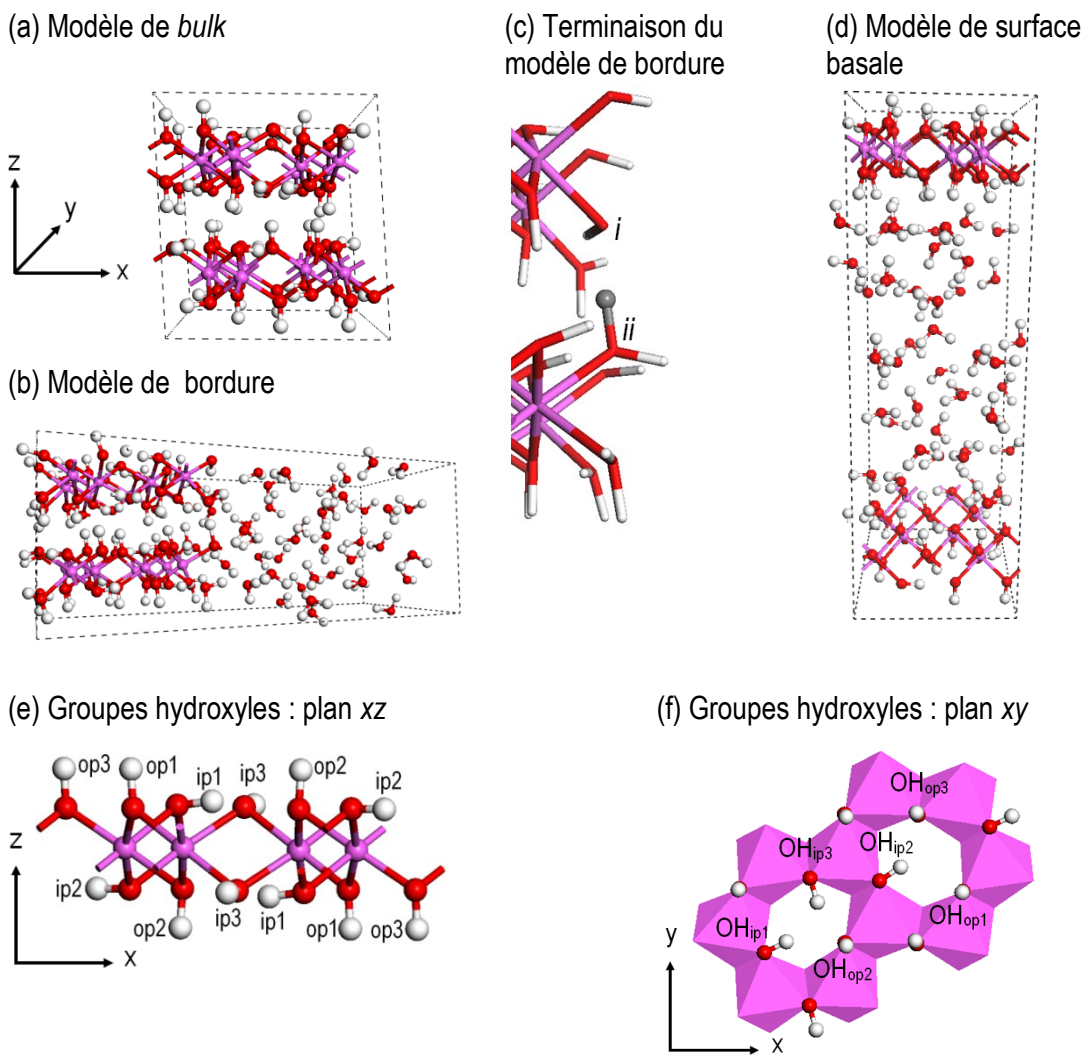 (a) Modèle de bulk
(c) Terminaison du
modèle de bordure
(d) Modèle de surface
basale
z
y
x
i
ii
(b) Modèle de bordure
(e) Groupes hydroxyles : plan xz
(f) Groupes hydroxyles : plan xy
op3
op1
ip1
ip3
op2
ip2
z
ip2
op2
ip3
ip1
op1
op3
x
OHop3
OHip3
OHip2
OHip1
OHop1
OHop2
y
x